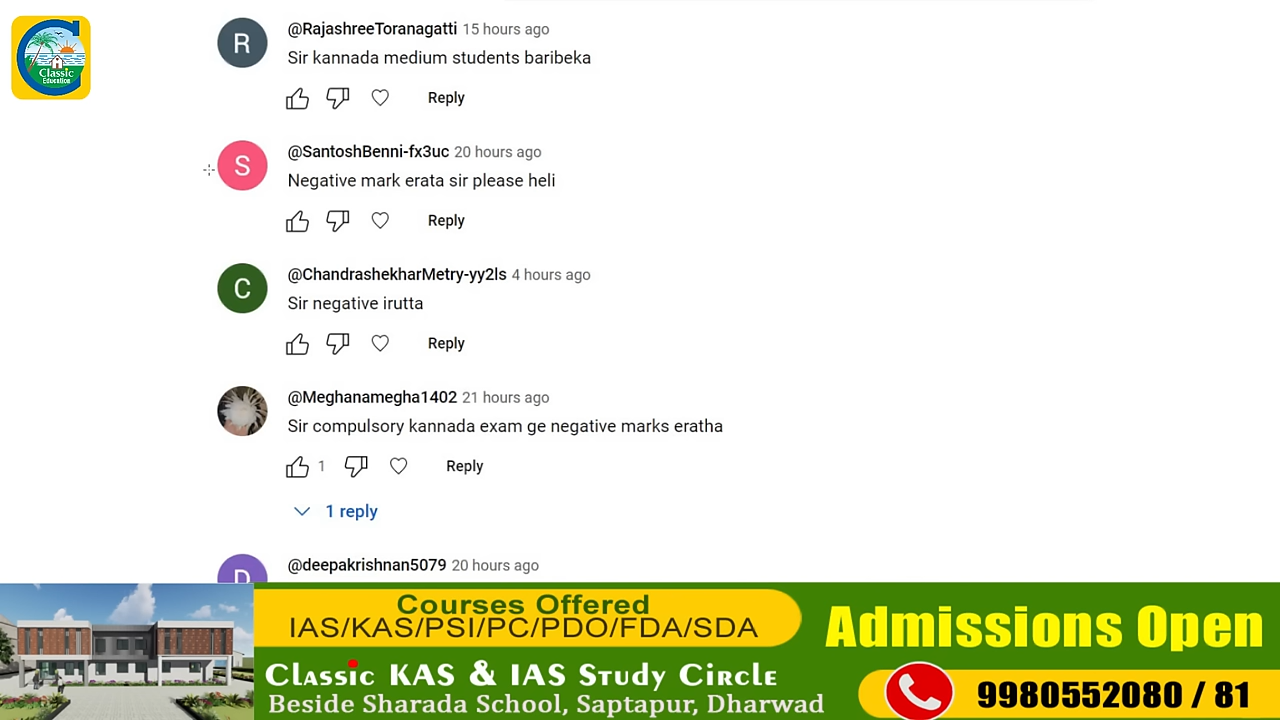 Classic
Education
R
@RajashreeToranagatti 15 hours ago
Sir kannada medium students baribeka
Reply
S
@SantoshBenni-fx3uc 20 hours ago
Negative mark erata sir please heli
Reply
C
@ChandrashekharMetry-yy2ls 4 hours ago
Sir negative irutta
Reply
@Meghanamegha1402 21 hours ago
Sir compulsory kannada exam ge negative marks eratha
1 Reply
1 reply
D
@deepakrishnan5079 20 hours ago
Courses Offered
IAS/KAS/PSI/PC/PDO/FDA/SDA
Classic KAS & IAS Study Circle
Beside Sharada School, Saptapur, Dharwad
Admissions Open
9980552080 / 81